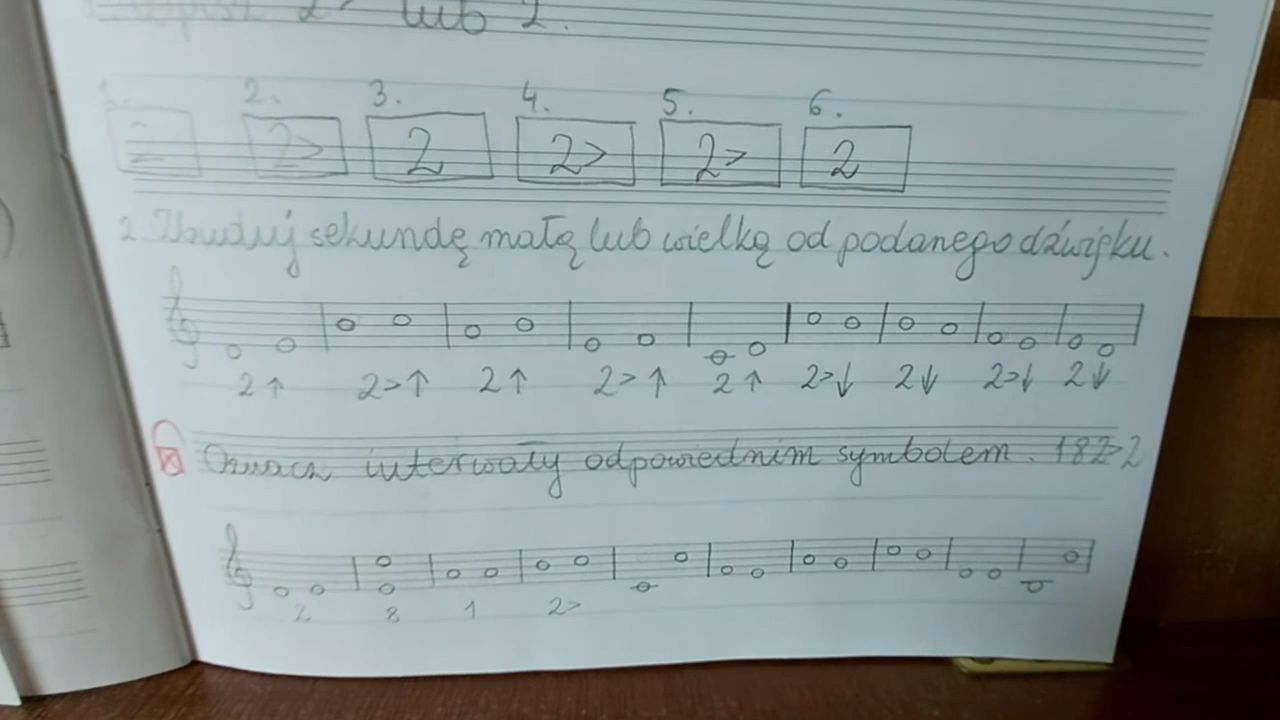 2> lub 2.
2. 3. 4. 5. 6.
2> 2 2> 2> 2
2. Zbuduj sekundę małą lub wielką od podanego dźwięku.
2↑ 2>↑ 2↑ 2>↑ 2↑ 2>↓ 2↓ 2>↓ 2↓
Oznacz interwały odpowiednim symbolem. 1 8 2> 2
2 8 1 2>